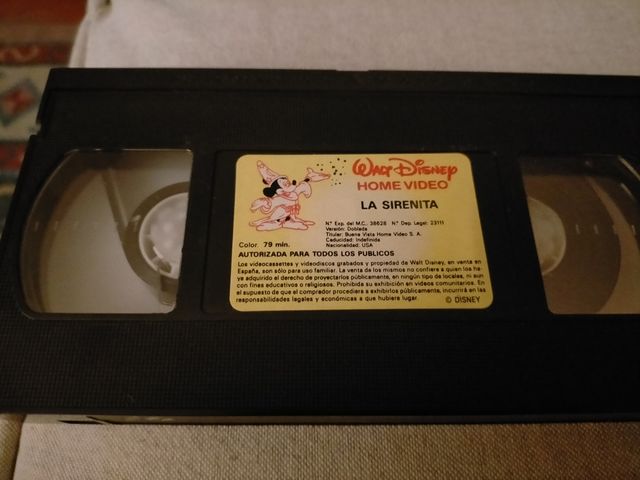 WALT DISNEY
HOME VIDEO
LA SIRENITA
N.° Exp. del M.C. 38628 N.° Dep. Legal: 23111
Versión: Doblada
Titular: Buena Vista Home Video S. A.
Caducidad: Indefinida
Nacionalidad: USA
Color. 79 min.
AUTORIZADA PARA TODOS LOS PUBLICOS
Los videocassettes y videodiscos grabados y propiedad de Walt Disney, en venta en
España, son sólo para uso familiar. La venta de los mismos no confiere a quien los ha-
ya adquirido el derecho de proyectarlos públicamente, en ningún tipo de locales, ni aun
con fines educativos o religiosos. Prohibida su exhibición en videos comunitarios. En
el supuesto de que el comprador procediera a exhibirlos públicamente, incurrirá en las
responsabilidades legales y económicas a que hubiera lugar.
© DISNEY